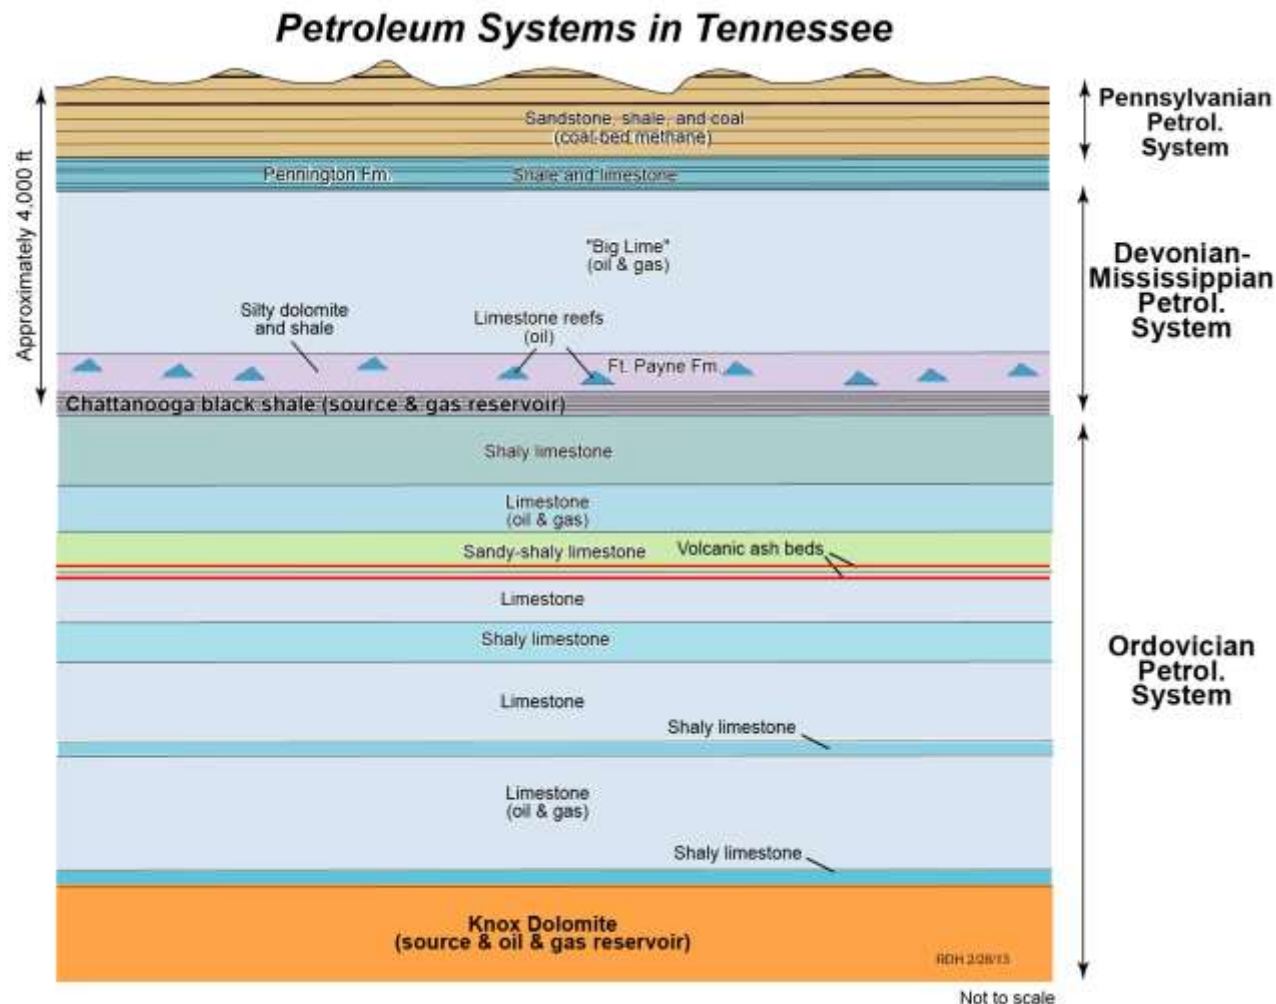 Petroleum Systems in Tennessee
Approximately 4,000 ft
Sandstone, shale, and coal
(coal-bed methane)
Pennsylvanian
Petrol.
System
Pennington Fm.
Shale and limestone
"Big Lime"
(oil & gas)
Devonian-
Mississippian
Petrol.
System
Silty dolomite
and shale
Limestone reefs
(oil)
Ft. Payne Fm.
Chattanooga black shale (source & gas reservoir)
Shaly limestone
Limestone
(oil & gas)
Sandy-shaly limestone
Volcanic ash beds
Limestone
Shaly limestone
Ordovician
Petrol.
System
Limestone
Shaly limestone
Limestone
(oil & gas)
Shaly limestone
Knox Dolomite
(source & oil & gas reservoir)
RDH 2/26/13
Not to scale